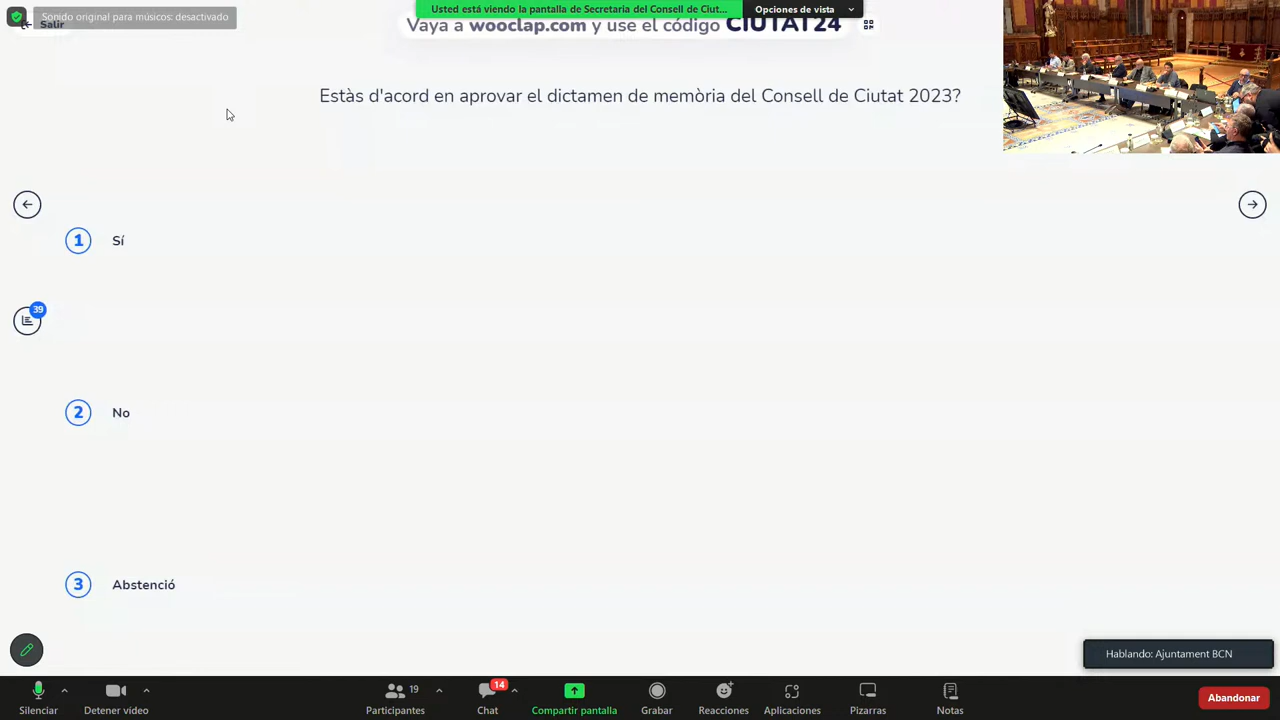 Sonido original para músicos: desactivado
Salir
Usted está viendo la pantalla de Secretaria del Consell de Ciut...
Opciones de vista
Vaya a wooclap.com y use el código CIUTAT24
Estàs d'acord en aprovar el dictamen de memòria del Consell de Ciutat 2023?
1 Sí
39
2 No
3 Abstenció
Hablando: Ajuntament BCN
Silenciar
Detener vídeo
19
Participantes
14
Chat
Compartir pantalla
Grabar
Reacciones
Aplicaciones
Pizarras
Notas
Abandonar